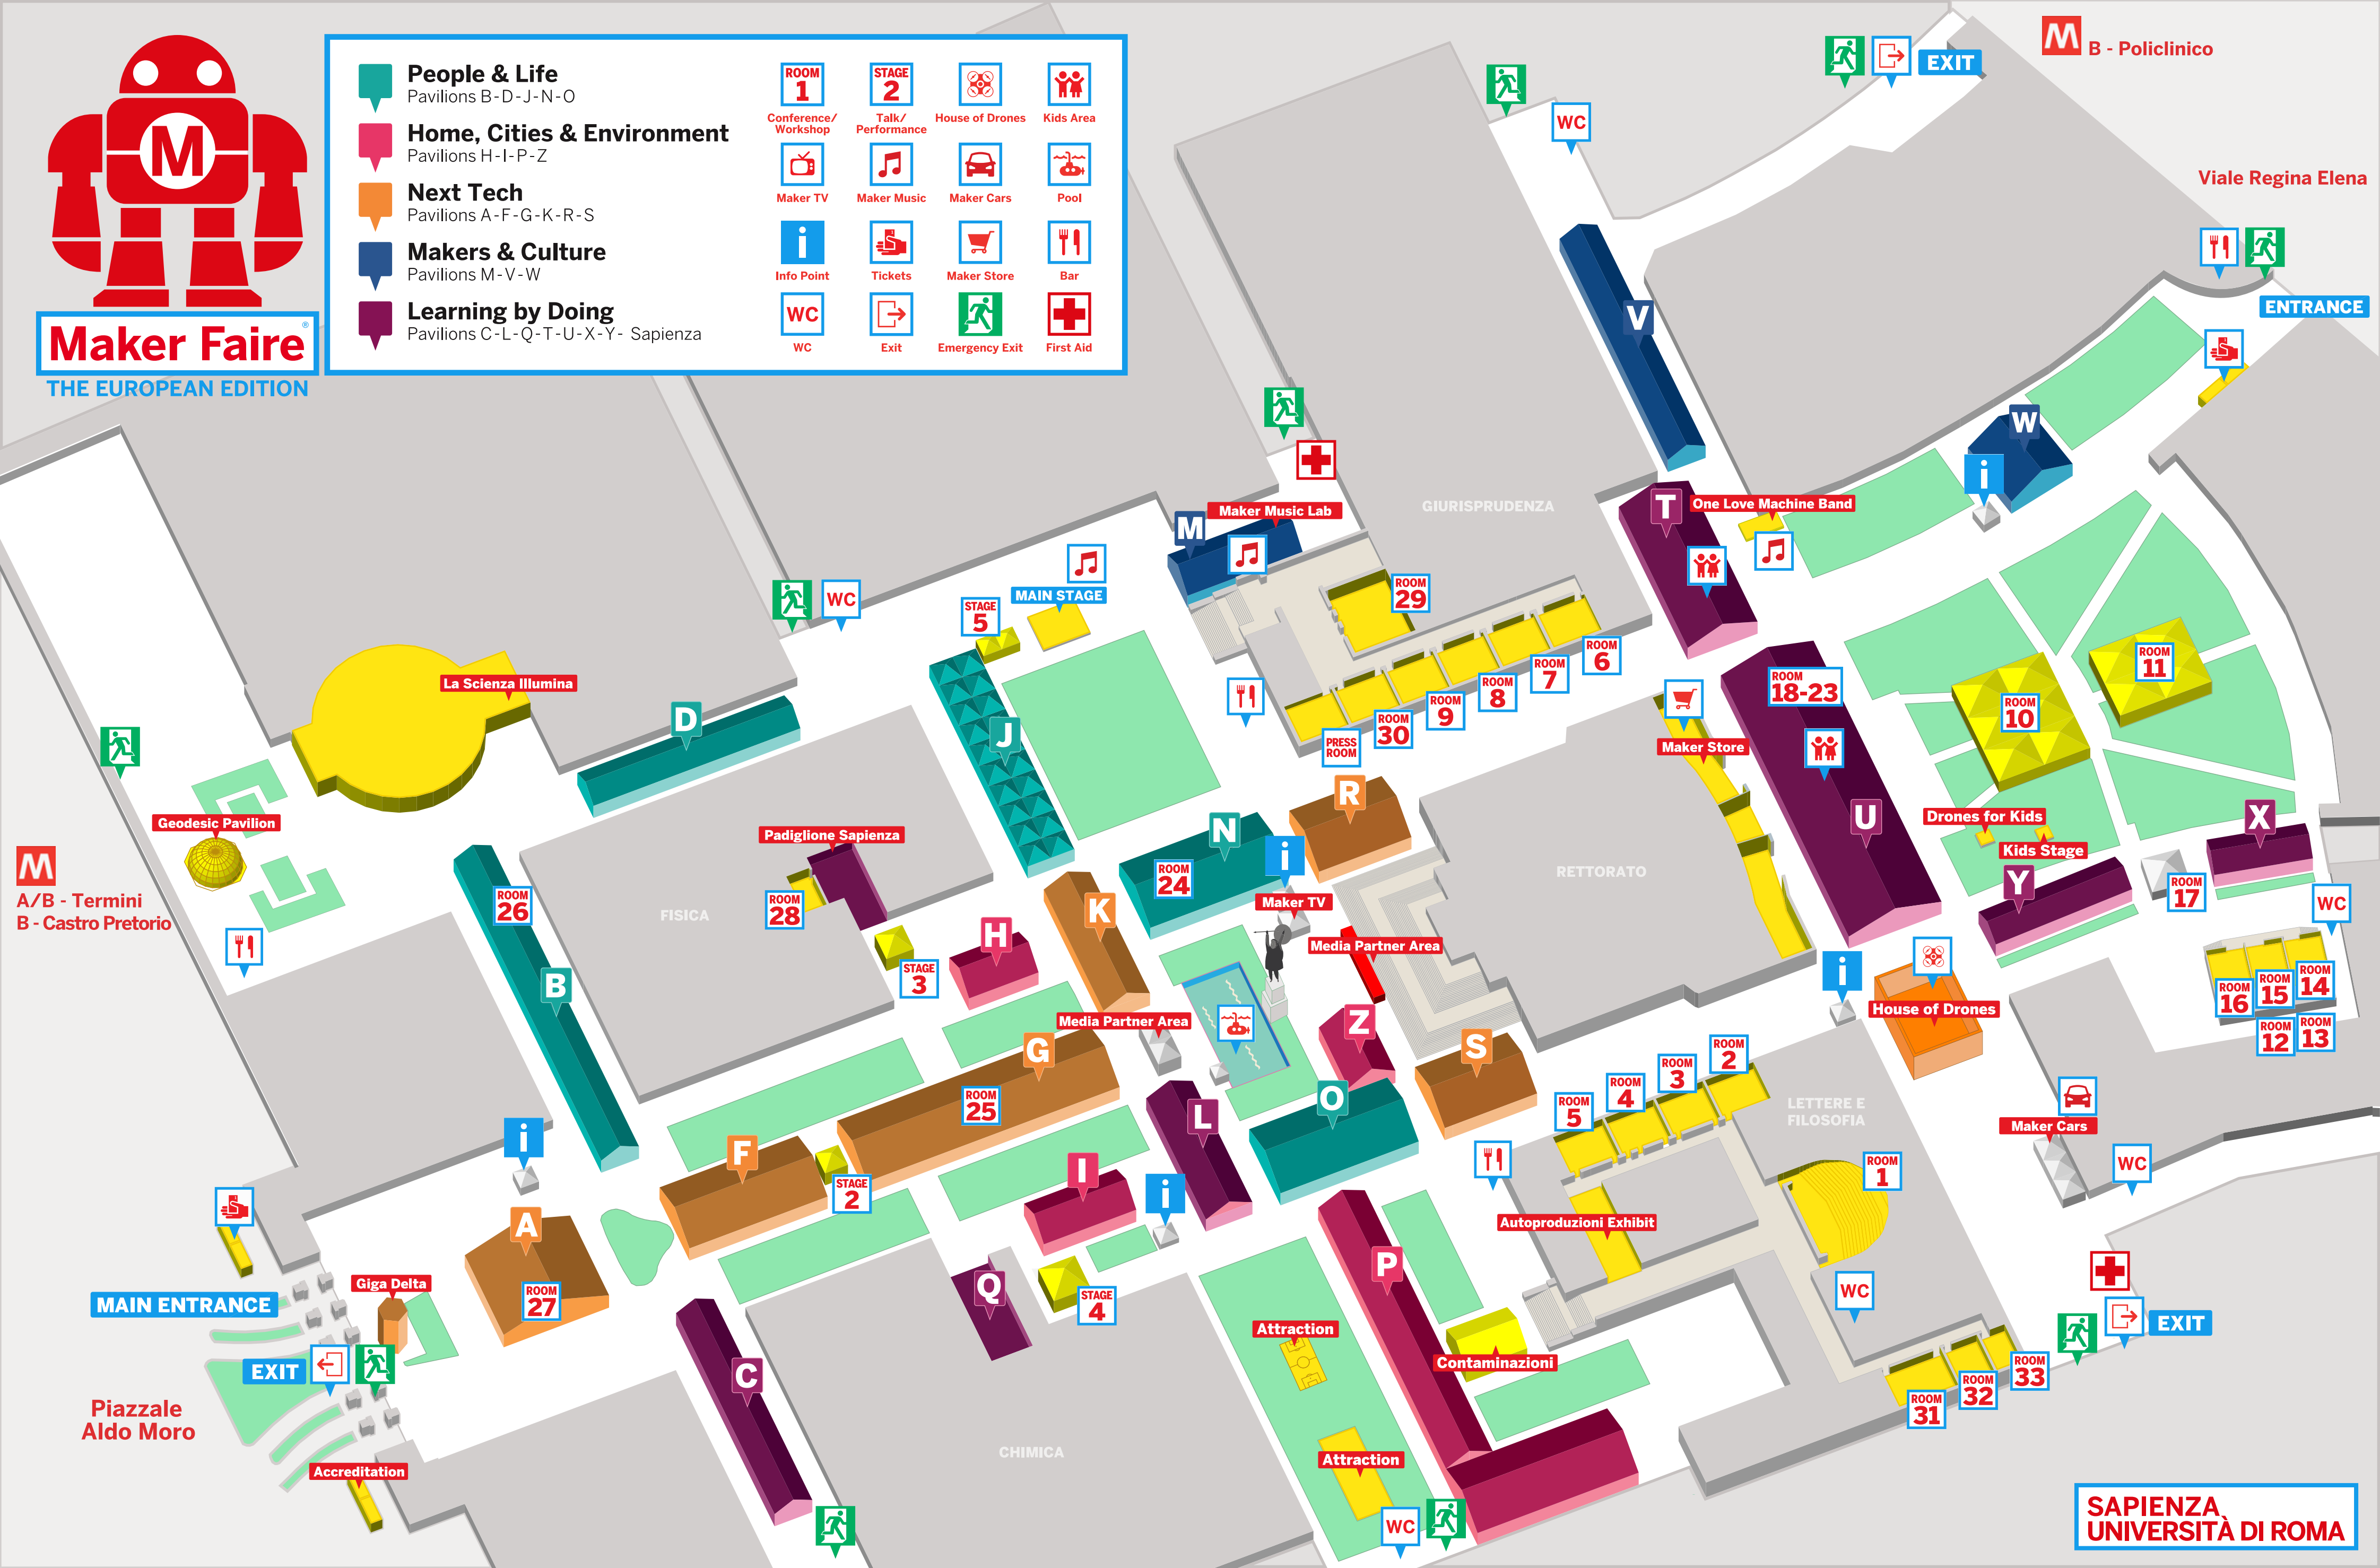 M
Maker Faire®
THE EUROPEAN EDITION
People & Life
Pavilions B-D-J-N-O
Home, Cities & Environment
Pavilions H-I-P-Z
Next Tech
Pavilions A-F-G-K-R-S
Makers & Culture
Pavilions M-V-W
Learning by Doing
Pavilions C-L-Q-T-U-X-Y- Sapienza
ROOM
1
Conference/
Workshop
STAGE
2
Talk/
Performance
House of Drones
Kids Area
Maker TV
Maker Music
Maker Cars
Pool
i
Info Point
Tickets
Maker Store
Bar
WC
WC
Exit
Emergency Exit
First Aid
EXIT
M
B - Policlinico
WC
Viale Regina Elena
ENTRANCE
V
W
i
GIURISPRUDENZA
T
One Love Machine Band
M
Maker Music Lab
MAIN STAGE
STAGE
5
WC
ROOM
29
ROOM
6
ROOM
7
ROOM
8
ROOM
9
ROOM
30
PRESS
ROOM
La Scienza Illumina
D
J
ROOM
18-23
Maker Store
ROOM
10
ROOM
11
Geodesic Pavilion
M
A/B - Termini
B - Castro Pretorio
ROOM
26
B
Padiglione Sapienza
ROOM
28
FISICA
STAGE
3
H
K
N
ROOM
24
i
R
Maker TV
Media Partner Area
RETTORATO
U
Drones for Kids
Kids Stage
X
Y
ROOM
17
WC
ROOM
16
ROOM
15
ROOM
14
ROOM
12
ROOM
13
i
House of Drones
Media Partner Area
G
ROOM
25
Z
S
O
L
ROOM
5
ROOM
4
ROOM
3
ROOM
2
LETTERE E
FILOSOFIA
ROOM
1
Maker Cars
WC
i
F
STAGE
2
I
i
Autoproduzioni Exhibit
A
ROOM
27
Giga Delta
MAIN ENTRANCE
EXIT
Piazzale
Aldo Moro
Accreditation
C
Q
STAGE
4
CHIMICA
P
Attraction
Attraction
Contaminazioni
WC
WC
EXIT
ROOM
31
ROOM
32
ROOM
33
SAPIENZA
UNIVERSITÀ DI ROMA